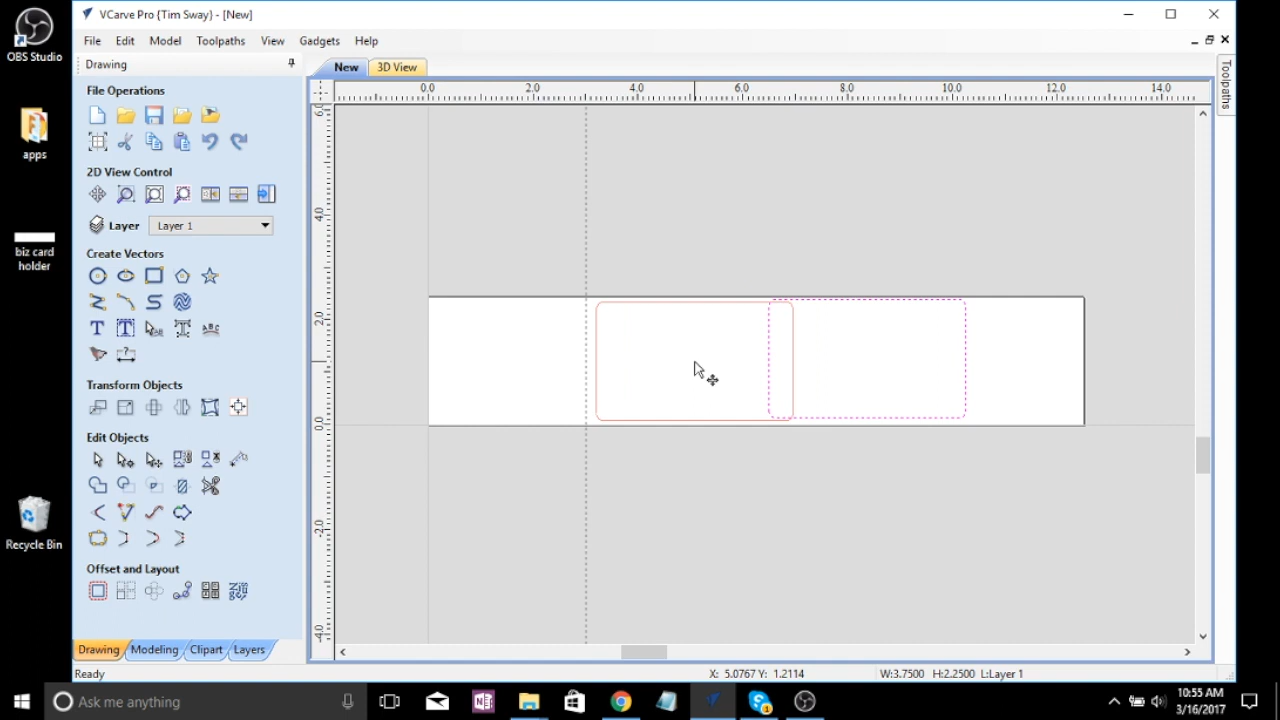 OBS Studio
apps
biz card
holder
Recycle Bin
VCarve Pro {Tim Sway} - [New]
File Edit Model Toolpaths View Gadgets Help
Drawing
New 3D View
Toolpaths
File Operations
2D View Control
Layer Layer 1
Create Vectors
Transform Objects
Edit Objects
Offset and Layout
0.0 2.0 4.0 6.0 8.0 10.0 12.0 14.0
6.0
4.0
2.0
0.0
-2.0
-4.0
Drawing Modeling Clipart Layers
Ready X: 5.0767 Y: 1.2114 W:3.7500 H:2.2500 L:Layer 1
Ask me anything
10:55 AM
3/16/2017